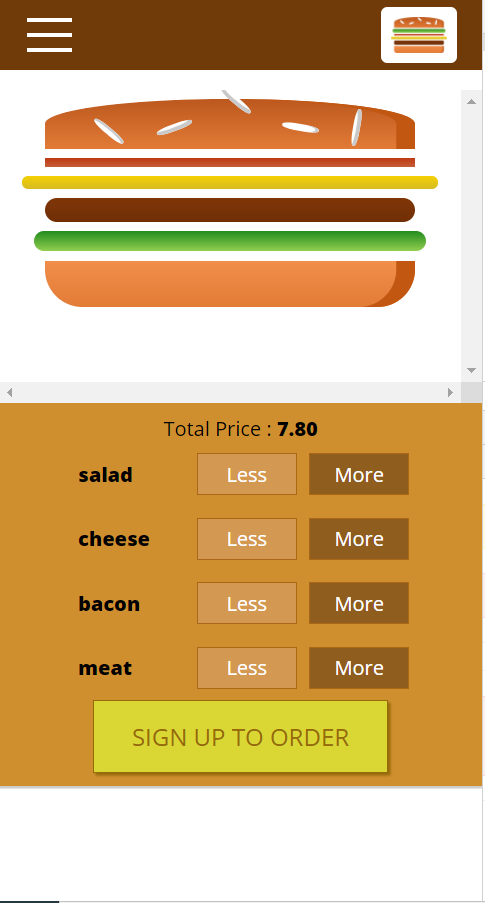 Total Price : 7.80
salad Less More
cheese Less More
bacon Less More
meat Less More
SIGN UP TO ORDER